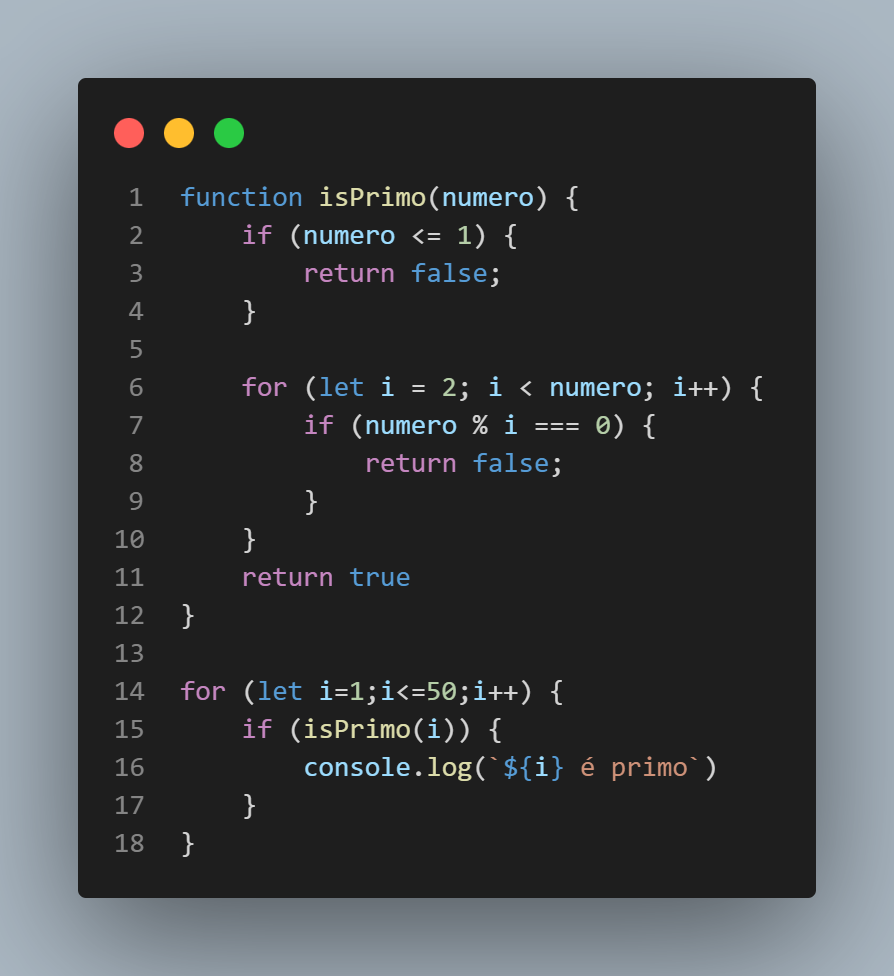 1 function isPrimo(numero) {
2     if (numero <= 1) {
3         return false;
4     }
5
6     for (let i = 2; i < numero; i++) {
7         if (numero % i === 0) {
8             return false;
9         }
10     }
11     return true
12 }
13
14 for (let i=1;i<=50;i++) {
15     if (isPrimo(i)) {
16         console.log(`${i} é primo`)
17     }
18 }